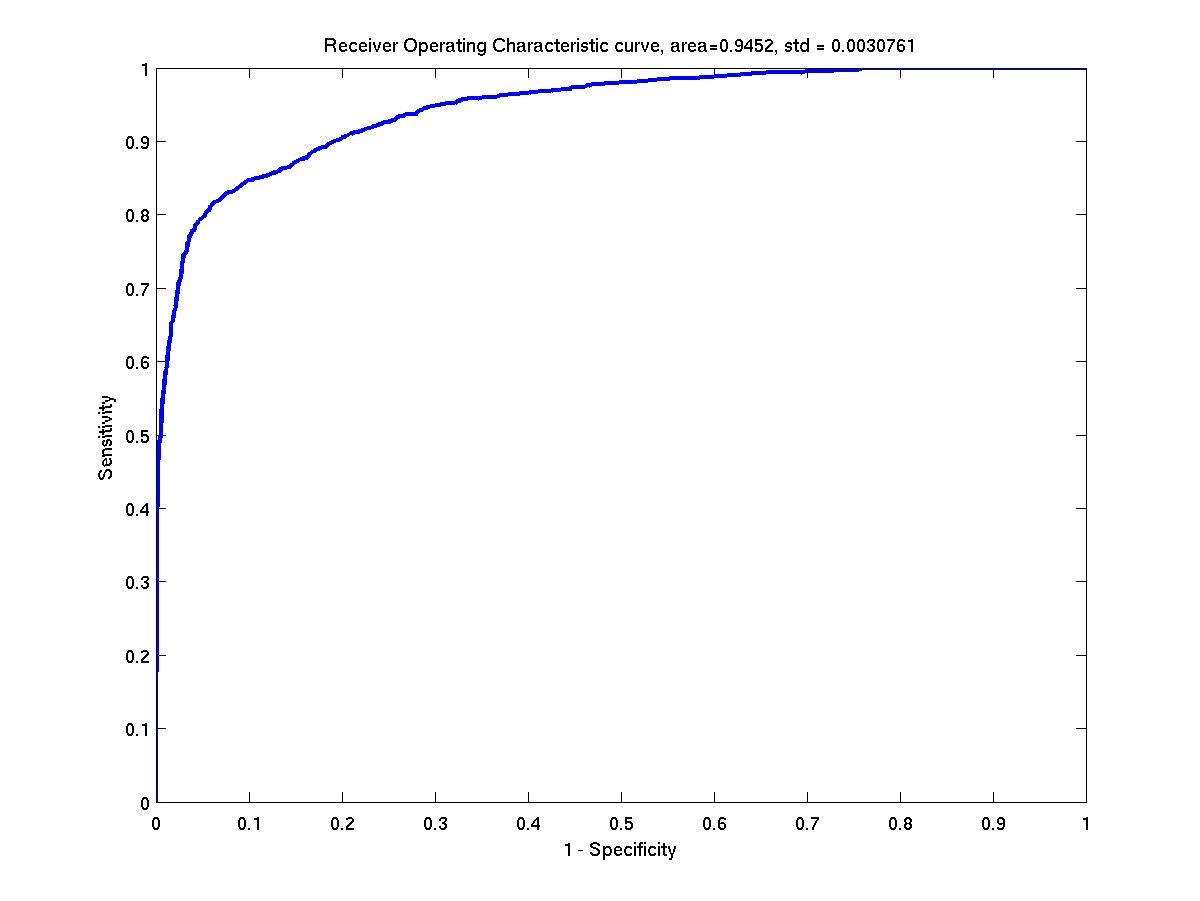 Receiver Operating Characteristic curve, area=0.9452, std = 0.0030761
1
0.9
0.8
0.7
0.6
0.5
0.4
0.3
0.2
0.1
0
Sensitivity
0 0.1 0.2 0.3 0.4 0.5 0.6 0.7 0.8 0.9 1
1 - Specificity